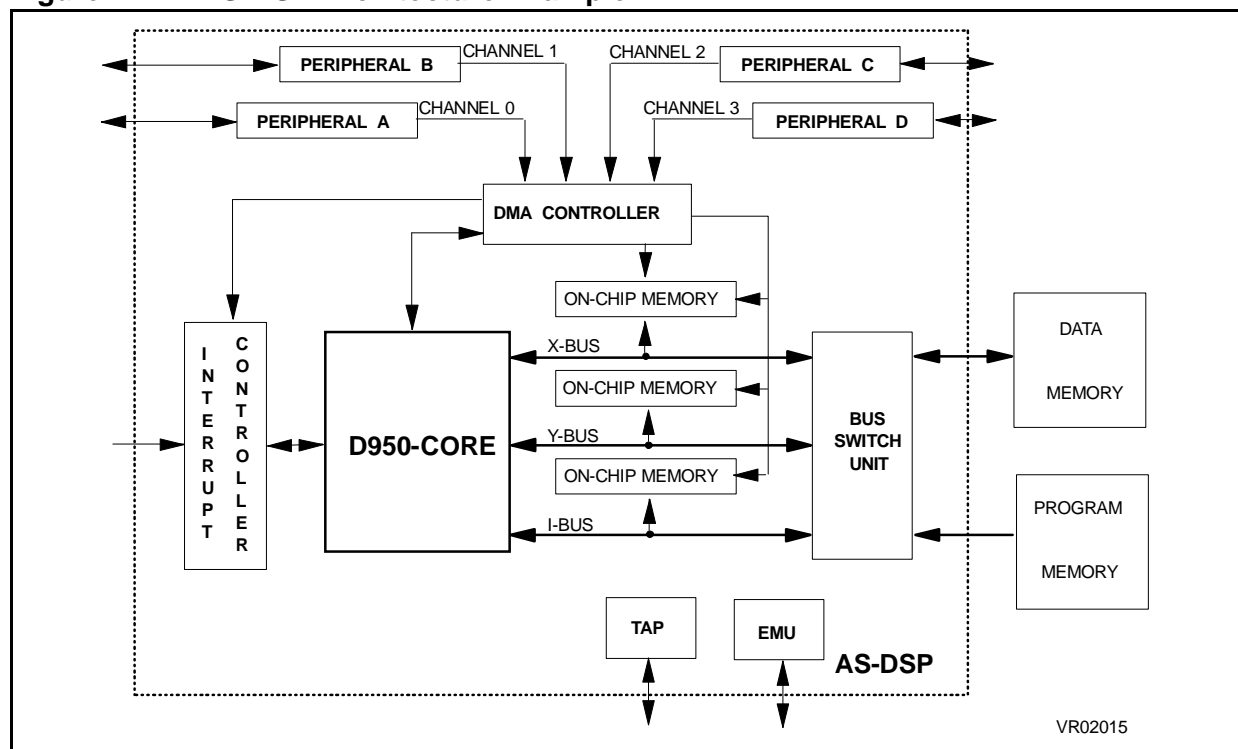 PERIPHERAL B
CHANNEL 1
CHANNEL 2
PERIPHERAL C
PERIPHERAL A
CHANNEL 0
CHANNEL 3
PERIPHERAL D
DMA CONTROLLER
ON-CHIP MEMORY
INTERRUPT
CONTROLLER
D950-CORE
X-BUS
ON-CHIP MEMORY
Y-BUS
ON-CHIP MEMORY
I-BUS
BUS
SWITCH
UNIT
DATA
MEMORY
PROGRAM
MEMORY
TAP
EMU
AS-DSP
VR02015